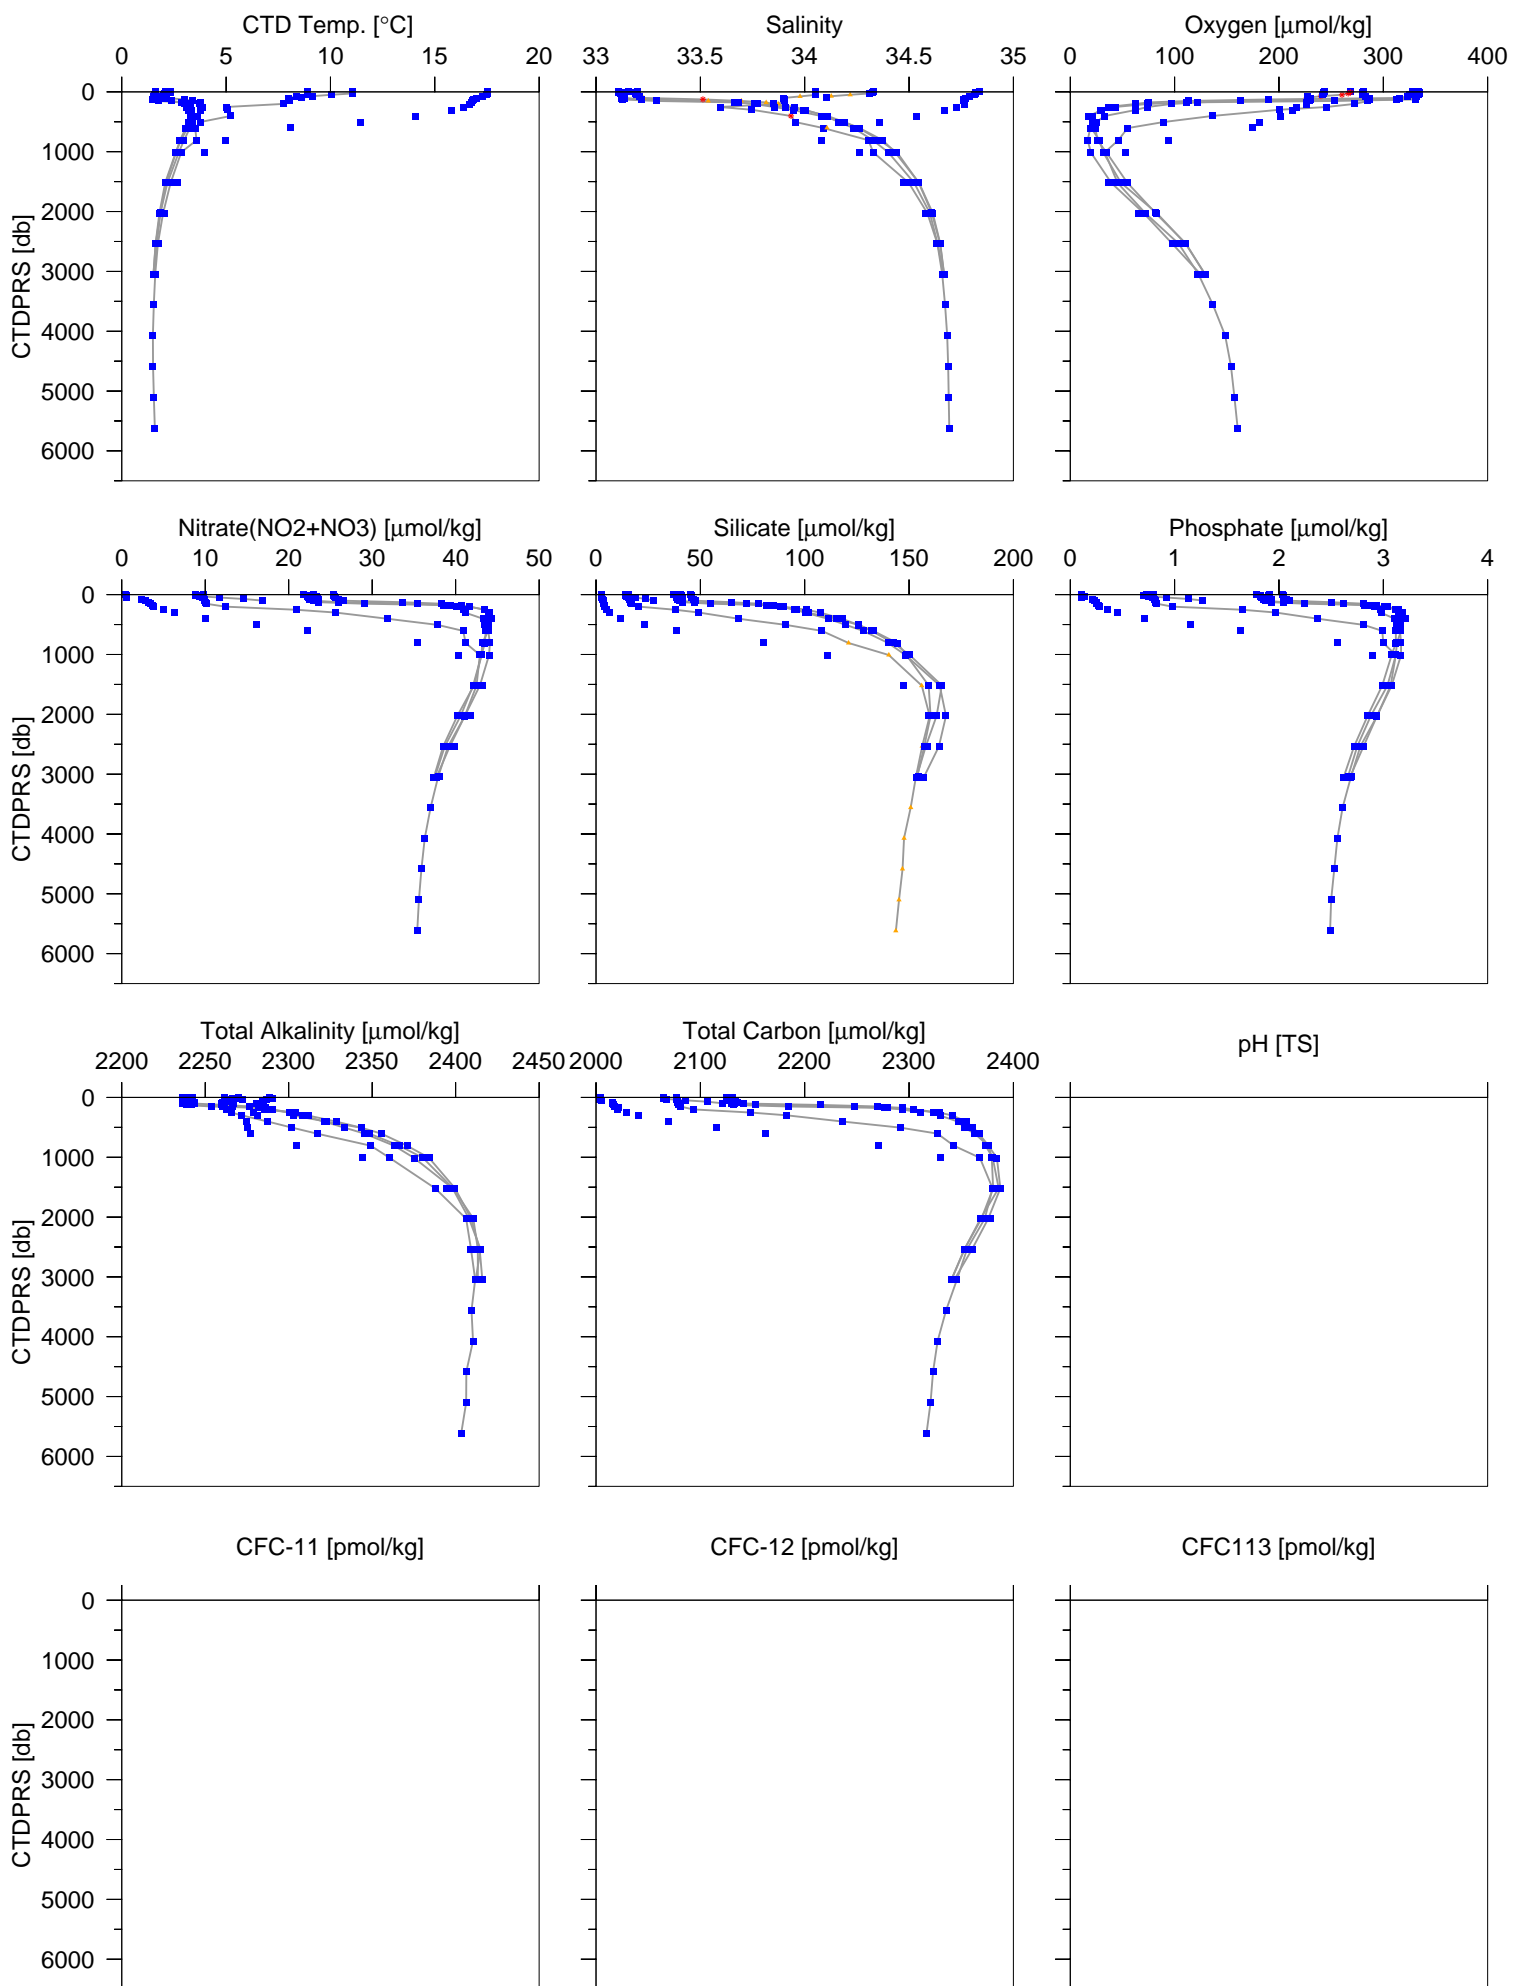 CTD Temp. [°C] Salinity Oxygen [μmol/kg]
0 5 10 15 20 33 33.5 34 34.5 35 0 100 200 300 400
0
1000
2000
3000
4000
5000
6000
CTDPRS [db]
Nitrate(NO2+NO3) [μmol/kg] Silicate [μmol/kg] Phosphate [μmol/kg]
0 10 20 30 40 50 0 50 100 150 200 0 1 2 3 4
0
1000
2000
3000
4000
5000
6000
CTDPRS [db]
Total Alkalinity [μmol/kg] Total Carbon [μmol/kg] pH [TS]
2200 2250 2300 2350 2400 2450 2000 2100 2200 2300 2400
0
1000
2000
3000
4000
5000
6000
CTDPRS [db]
CFC-11 [pmol/kg] CFC-12 [pmol/kg] CFC113 [pmol/kg]
0
1000
2000
3000
4000
5000
6000
CTDPRS [db]